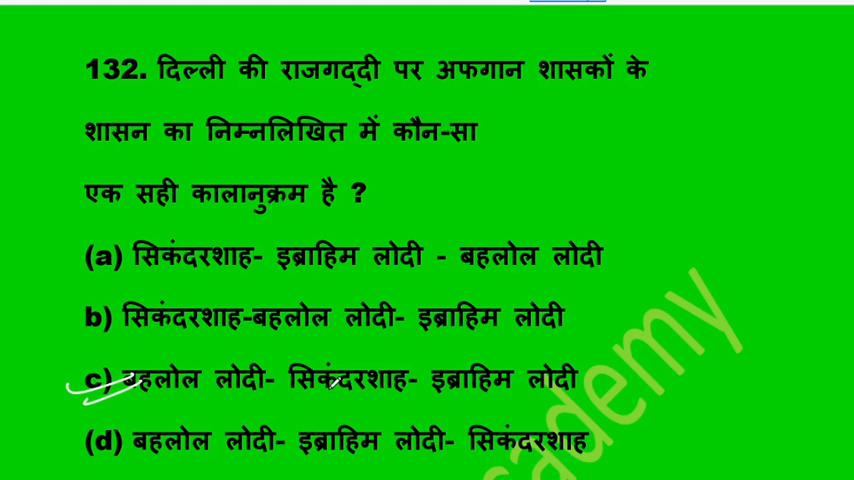 132. दिल्ली की राजगद्दी पर अफगान शासकों के
शासन का निम्नलिखित में कौन-सा
एक सही कालानुक्रम है ?
(a) सिकंदरशाह- इब्राहिम लोदी - बहलोल लोदी
b) सिकंदरशाह-बहलोल लोदी- इब्राहिम लोदी
c) बहलोल लोदी- सिकंदरशाह- इब्राहिम लोदी
(d) बहलोल लोदी- इब्राहिम लोदी- सिकंदरशाह
ademy